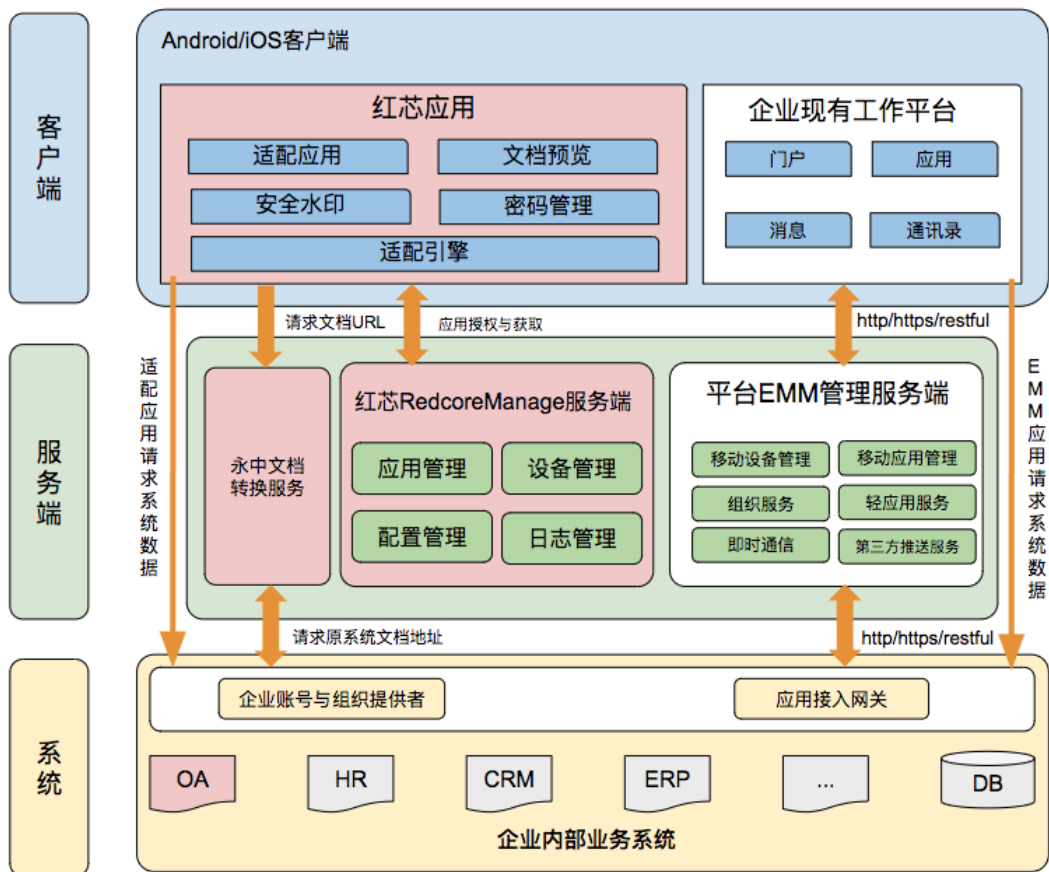 客户端
Android/iOS客户端
红芯应用
适配应用
文档预览
安全水印
密码管理
适配引擎
企业现有工作平台
门户
应用
消息
通讯录
请求文档URL
应用授权与获取
http/https/restful
适配应用请求系统数据
EMM应用请求系统数据
服务端
永中文档
转换服务
红芯RedcoreManage服务端
应用管理
设备管理
配置管理
日志管理
平台EMM管理服务端
移动设备管理
移动应用管理
组织服务
轻应用服务
即时通信
第三方推送服务
请求原系统文档地址
http/https/restful
系统
企业账号与组织提供者
应用接入网关
OA
HR
CRM
ERP
...
DB
企业内部业务系统